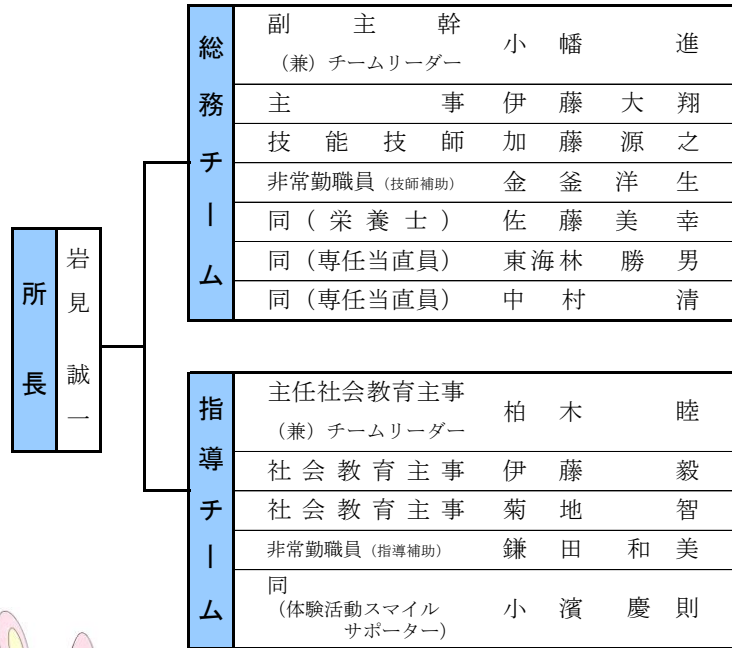 所長 岩見 誠一
総務チーム
副主幹
（兼）チームリーダー 小幡 進
主事 伊藤大翔
技能技師 加藤源之
非常勤職員（技師補助） 金釜洋生
同（栄養士） 佐藤美幸
同（専任当直員） 東海林 勝男
同（専任当直員） 中村 清
指導チーム
主任社会教育主事
（兼）チームリーダー 柏木 睦
社会教育主事 伊藤 毅
社会教育主事 菊地 智
非常勤職員（指導補助） 鎌田和美
同
（体験活動スマイル
サポーター） 小濱慶則